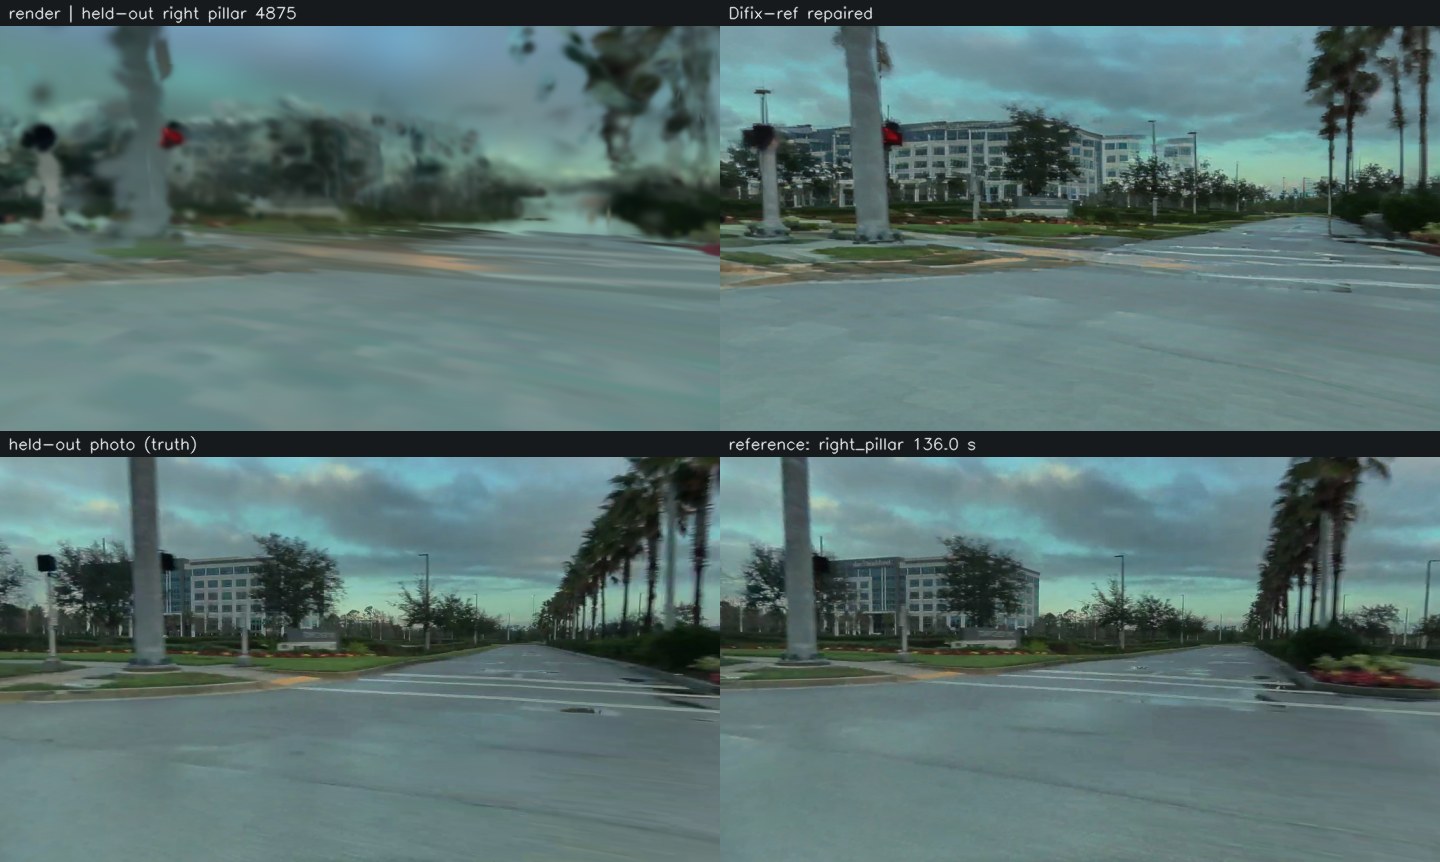 render | held-out right pillar 4875
Difix-ref repaired
held-out photo (truth)
reference: right_pillar 136.0 s